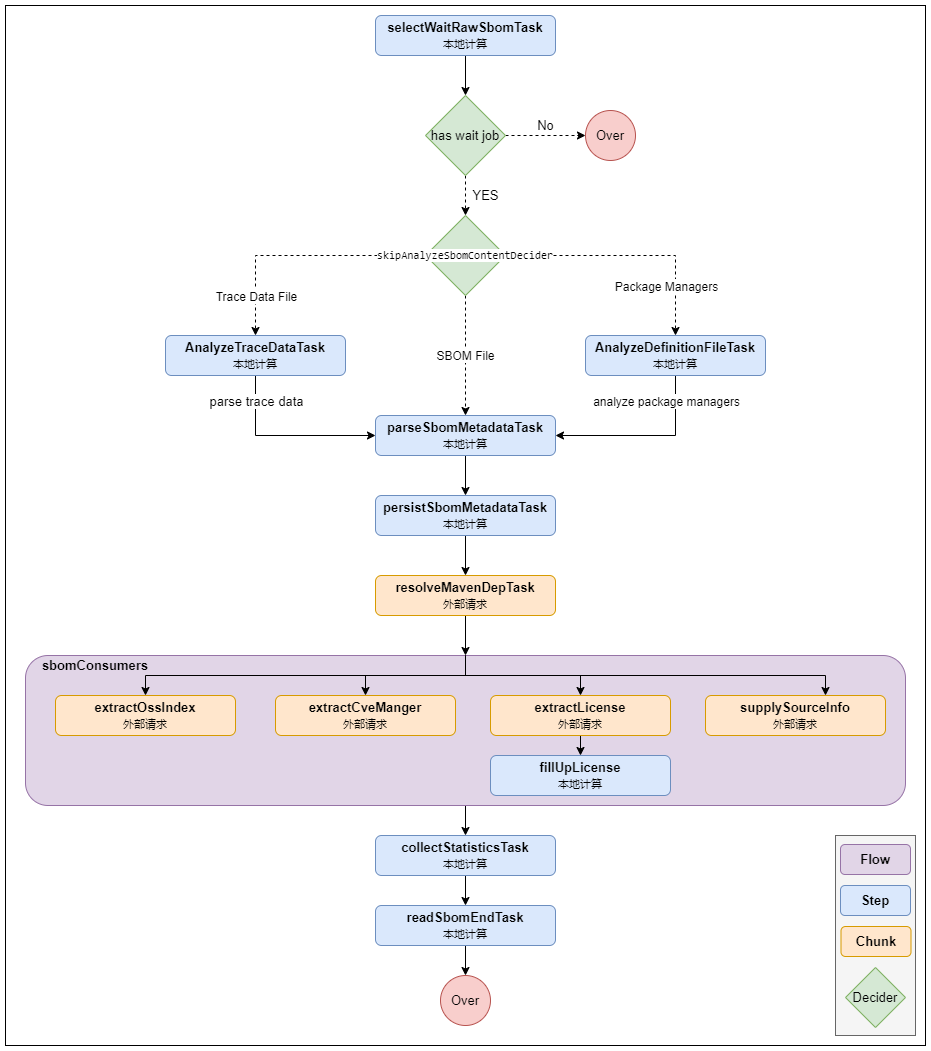 selectWaitRawSbomTask
本地计算
has wait job
No
Over
YES
skipAnalyzeSbomContentDecider
Trace Data File
Package Managers
SBOM File
AnalyzeTraceDataTask
本地计算
AnalyzeDefinitionFileTask
本地计算
parse trace data
analyze package managers
parseSbomMetadataTask
本地计算
persistSbomMetadataTask
本地计算
resolveMavenDepTask
外部请求
sbomConsumers
extractOssIndex
外部请求
extractCveManger
外部请求
extractLicense
外部请求
supplySourceInfo
外部请求
fillUpLicense
本地计算
collectStatisticsTask
本地计算
readSbomEndTask
本地计算
Over
Flow
Step
Chunk
Decider